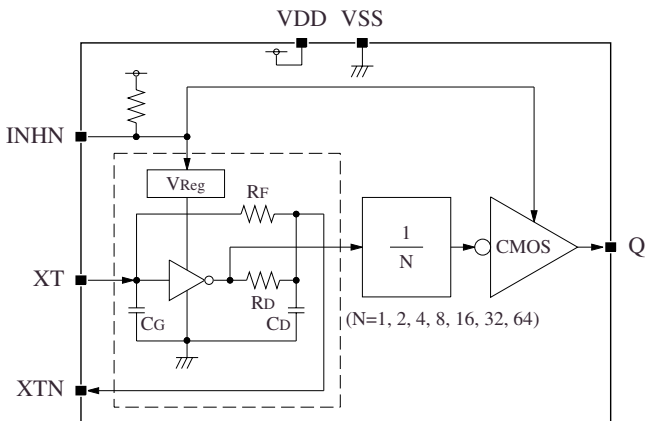 VDD VSS
INHN
VReg
RF
1
N
CMOS
Q
XT
RD
CG
CD
(N=1, 2, 4, 8, 16, 32, 64)
XTN